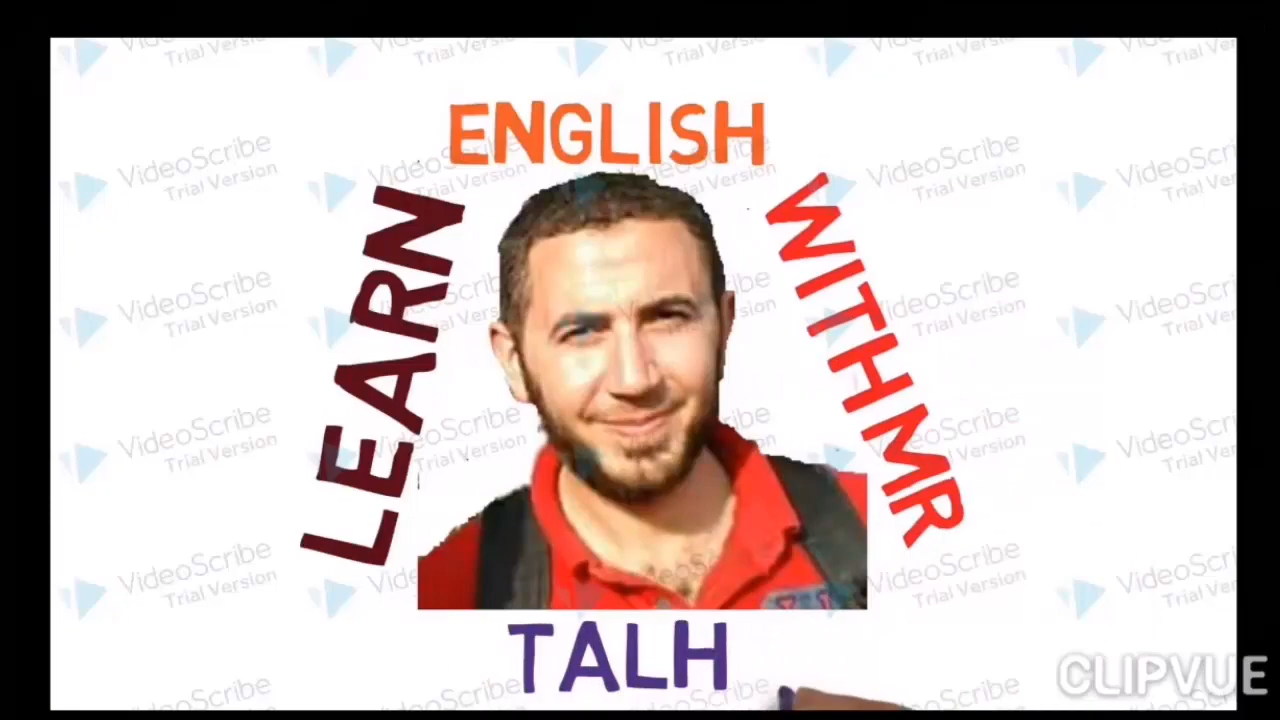 LEARN
ENGLISH
WITHMR
TALH
VideoScribe
Trial Version
CLIPVUE